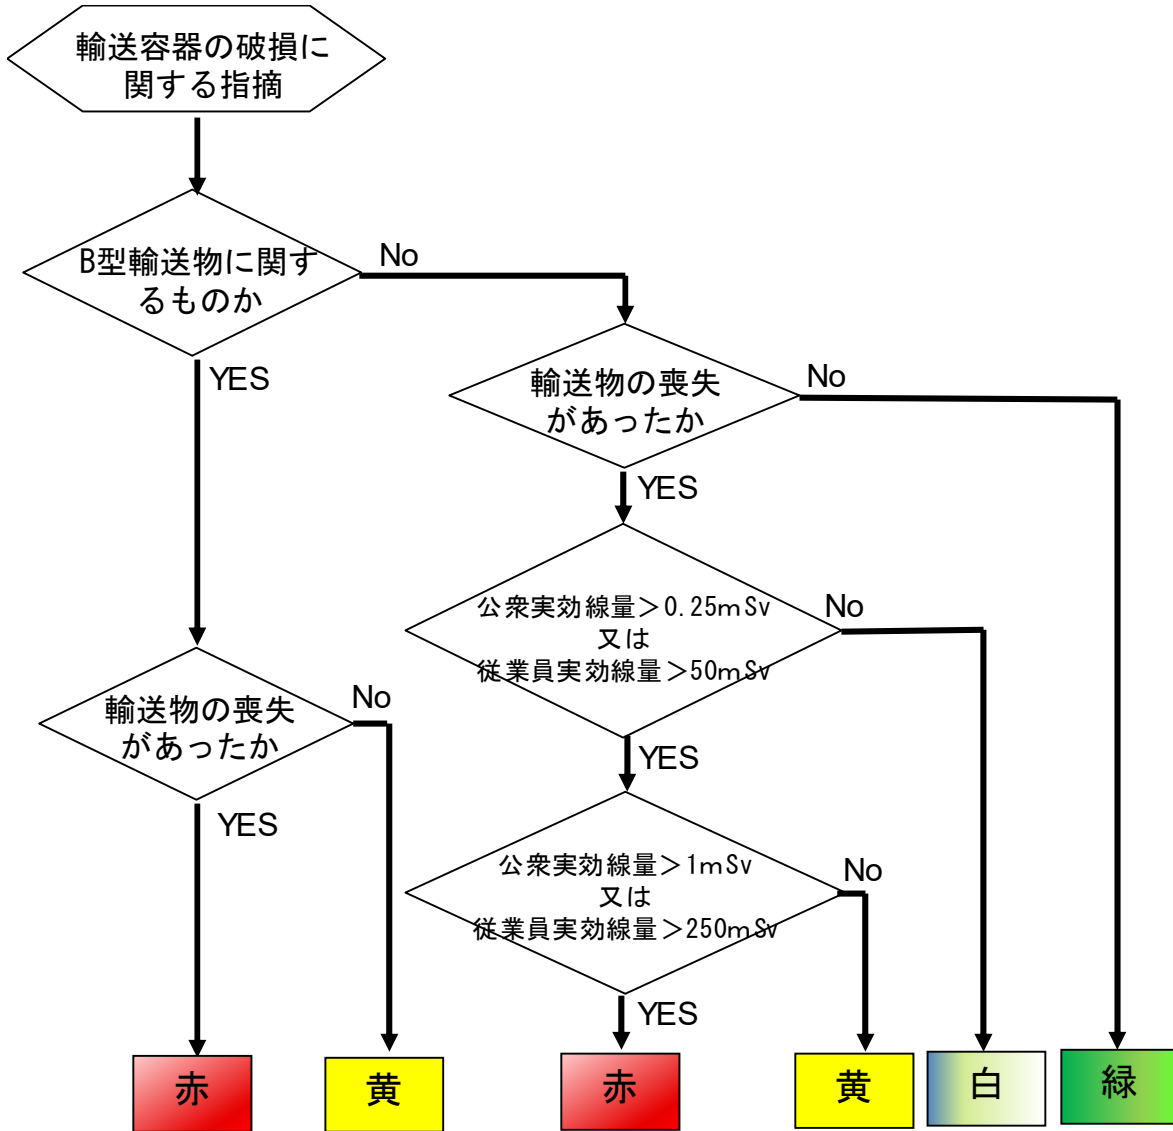 輸送容器の破損に
関する指摘
B型輸送物に関す
るものか
No
YES
輸送物の喪失
があったか
No
YES
公衆実効線量＞0.25mSv
又は
従業員実効線量＞50mSv
No
YES
輸送物の喪失
があったか
No
YES
公衆実効線量＞1mSv
又は
従業員実効線量＞250mSv
No
YES
赤
黄
赤
黄
白
緑